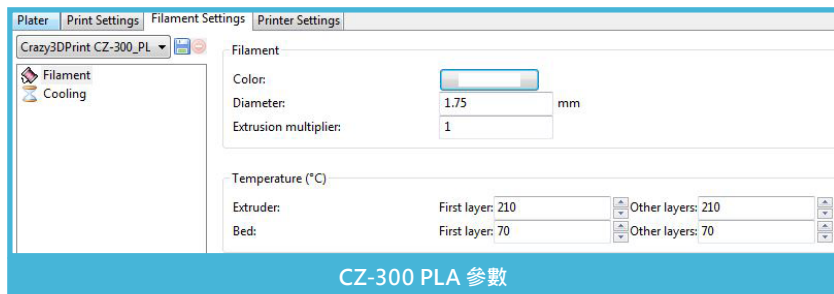 Plater Print Settings Filament Settings Printer Settings
Crazy3DPrint CZ-300_PL
Filament
Cooling
Filament
Color:
Diameter: 1.75 mm
Extrusion multiplier: 1
Temperature (°C)
Extruder: First layer: 210 Other layers: 210
Bed: First layer: 70 Other layers: 70
CZ-300 PLA 參數